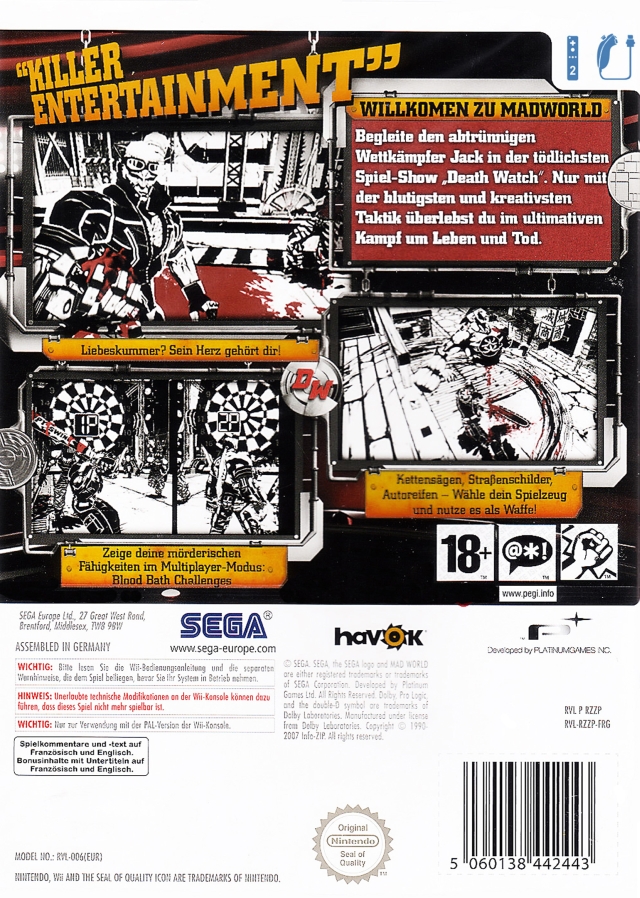 2
"KILLER
ENTERTAINMENT"
WILLKOMEN ZU MADWORLD
Begleite den abtrünnigen
Wettkämpfer Jack in der tödlichsten
Spiel-Show „Death Watch“. Nur mit
der blutigsten und kreativsten
Taktik überlebst du im ultimativen
Kampf um Leben und Tod.
Liebeskummer? Sein Herz gehört dir!
DW
1P
2P
Kettensägen, Straßenschilder,
Autoreifen – Wähle dein Spielzeug
und nutze es als Waffe!
Zeige deine mörderischen
Fähigkeiten im Multiplayer-Modus:
Blood Bath Challenges
18+
@*!
www.pegi.info
SEGA Europe Ltd., 27 Great West Road,
Brentford, Middlesex, TW8 9BW
ASSEMBLED IN GERMANY
SEGA®
www.sega-europe.com
havok
Developed by PLATINUMGAMES INC.
WICHTIG: Bitte lesen Sie die Wii-Bedienungsanleitung und die separaten
Warnhinweise, die dem Spiel beiliegen, bevor Sie Ihr System in Betrieb nehmen.
HINWEIS: Unerlaubte technische Modifikationen an der Wii-Konsole können dazu
führen, dass dieses Spiel nicht mehr spielbar ist.
WICHTIG: Nur zur Verwendung mit der PAL-Version der Wii-Konsole.
Spielkommentare und -text auf
Französisch und Englisch.
Bonusinhalte mit Untertiteln auf
Französisch und Englisch.
© SEGA. SEGA, the SEGA logo and MAD WORLD
are either registered trademarks or trademarks
of SEGA Corporation. Developed by Platinum
Games Ltd. All Rights Reserved. Dolby, Pro Logic,
and the double-D symbol are trademarks of
Dolby Laboratories. Manufactured under license
from Dolby Laboratories. Copyright © 1990-
2007 Info-ZIP. All rights reserved.
RVL P RZZP
RVL-RZZP-FRG
Original
Nintendo
Seal of
Quality
5 060138 442443
MODEL NO.: RVL-006(EUR)
NINTENDO, Wii AND THE SEAL OF QUALITY ICON ARE TRADEMARKS OF NINTENDO.